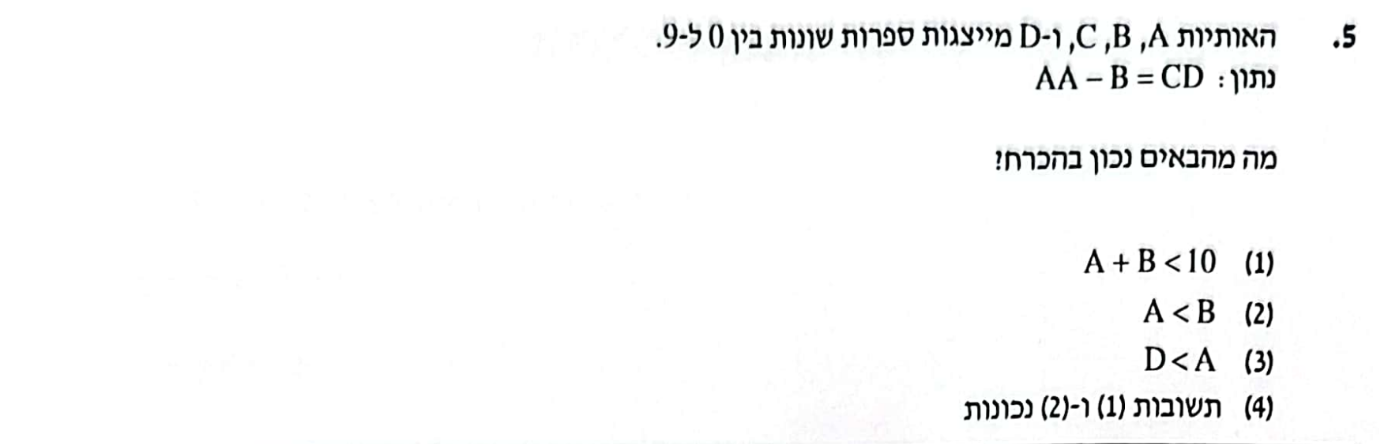 5. האותיות A, B, C, ו-D מייצגות ספרות שונות בין 0 ל-9.
נתון: AA – B = CD
מה מהבאים נכון בהכרח?
(1) A + B < 10
(2) A < B
(3) D < A
(4) תשובות (1) ו-(2) נכונות